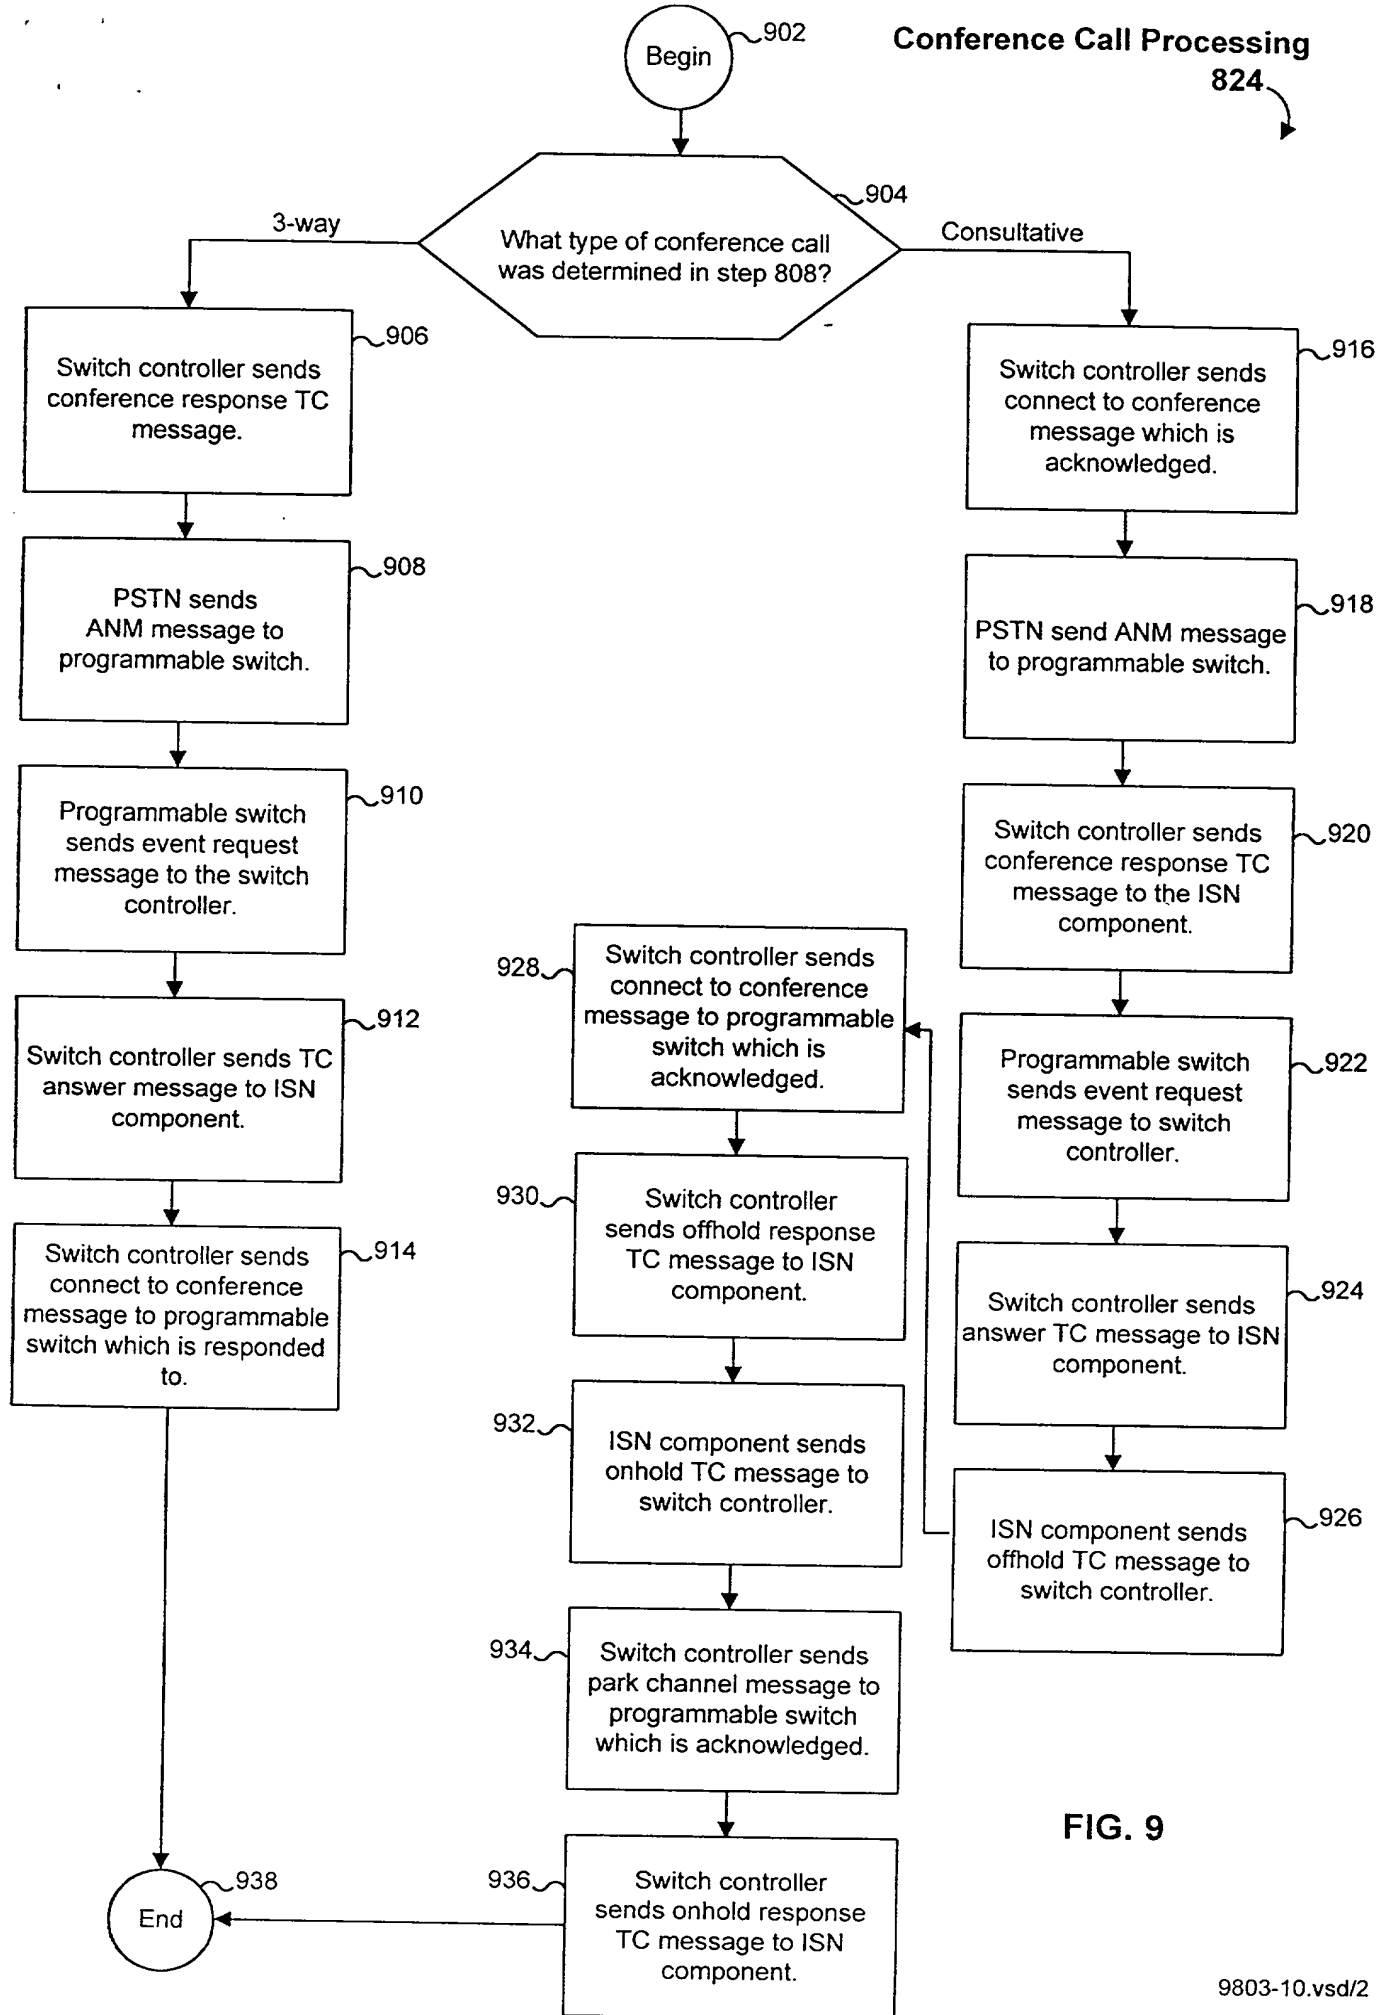 Conference Call Processing
824
Begin
902
What type of conference call
was determined in step 808?
904
3-way
Consultative
Switch controller sends
conference response TC
message.
906
PSTN sends
ANM message to
programmable switch.
908
Programmable switch
sends event request
message to the switch
controller.
910
Switch controller sends TC
answer message to ISN
component.
912
Switch controller sends
connect to conference
message to programmable
switch which is responded
to.
914
Switch controller sends
connect to conference
message which is
acknowledged.
916
PSTN send ANM message
to programmable switch.
918
Switch controller sends
conference response TC
message to the ISN
component.
920
Programmable switch
sends event request
message to switch
controller.
922
Switch controller sends
answer TC message to ISN
component.
924
ISN component sends
offhold TC message to
switch controller.
926
928
Switch controller sends
connect to conference
message to programmable
switch which is
acknowledged.
930
Switch controller
sends offhold response
TC message to ISN
component.
932
ISN component sends
onhold TC message to
switch controller.
934
Switch controller sends
park channel message to
programmable switch
which is acknowledged.
936
Switch controller
sends onhold response
TC message to ISN
component.
End
938
FIG. 9
9803-10.vsd/2